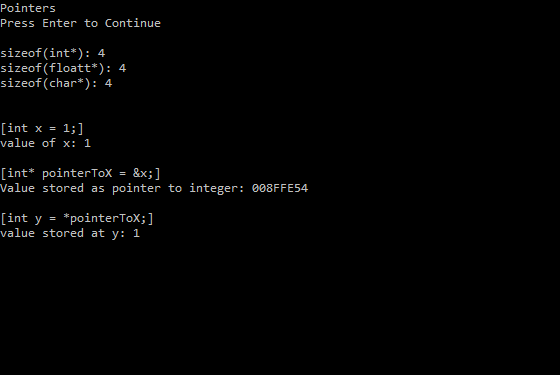 Pointers
Press Enter to Continue
sizeof(int*): 4
sizeof(floatt*): 4
sizeof(char*): 4
[int x = 1;]
value of x: 1
[int* pointerToX = &x;]
Value stored as pointer to integer: 008FFE54
[int y = *pointerToX;]
value stored at y: 1